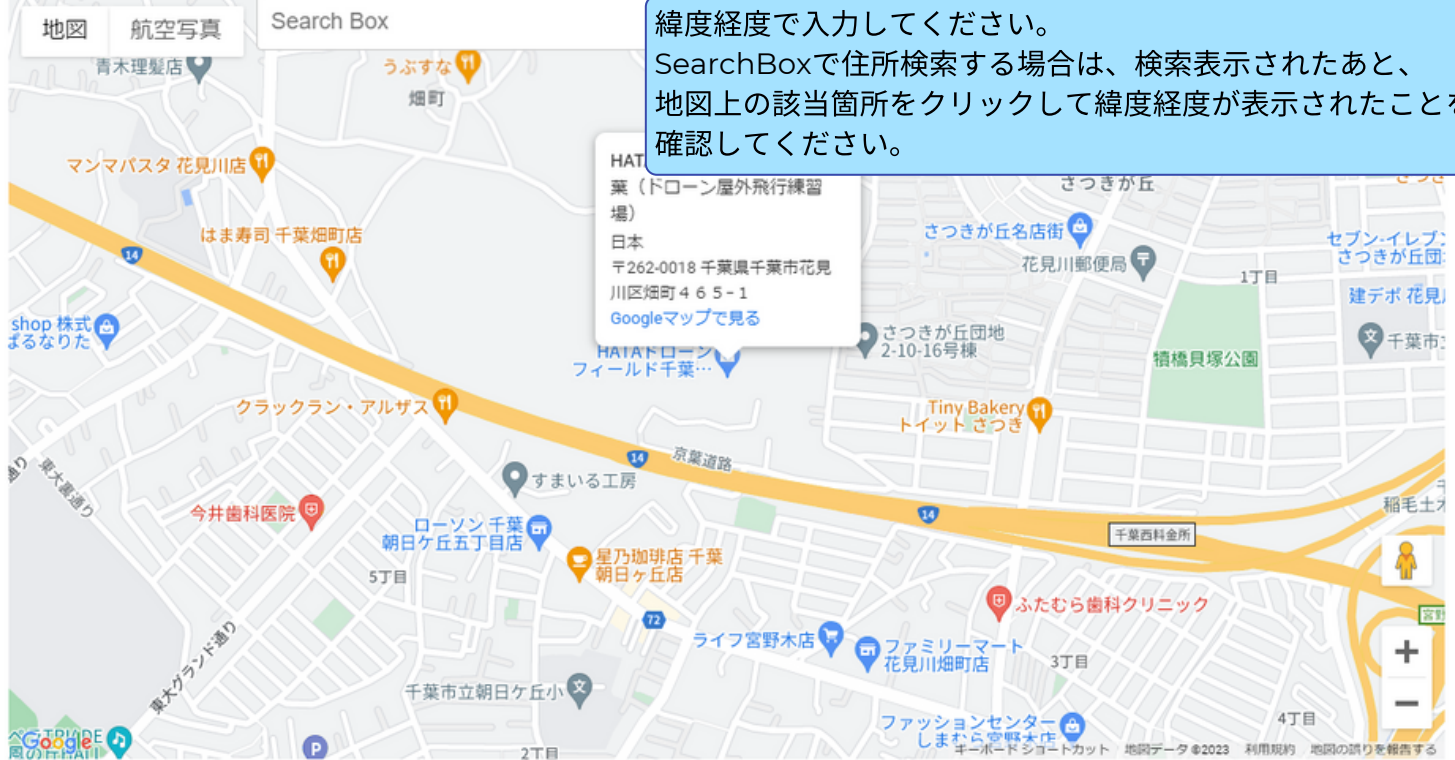 地図
航空写真
Search Box
緯度経度で入力してください。
SearchBoxで住所検索する場合は、検索表示されたあと、
地図上の該当箇所をクリックして緯度経度が表示されたことを
確認してください。
青木理髪店
うぶすな
畑町
マンマパスタ 花見川店
はま寿司 千葉畑町店
14
HAT
葉（ドローン屋外飛行練習
場）
日本
〒262-0018 千葉県千葉市花見
川区畑町４６５−１
Googleマップで見る
HATAドローン
フィールド千葉…
さつきが丘
さつきが丘名店街
花見川郵便局
セブン-イレブン
さつきが丘団
1丁目
建デポ 花見
千葉市
犢橋貝塚公園
さつきが丘団地
2-10-16号棟
shop 株式
ぱるなりた
クラックラン・アルザス
Tiny Bakery
トイット さつき
14
京葉道路
すまいる工房
東大裏通り
通り
今井歯科医院
ローソン 千葉
朝日ケ丘五丁目店
14
千葉西料金所
稲毛土木
星乃珈琲店 千葉
朝日ヶ丘店
5丁目
72
ふたむら歯科クリニック
宮野
ライフ宮野木店
ファミリーマート
花見川畑町店
3丁目
東大グランド通り
千葉市立朝日ケ丘小
ファッションセンター
しまむら宮野木店
4丁目
Google
P
2丁目
キーボード ショートカット
地図データ ©2023
利用規約
地図の誤りを報告する